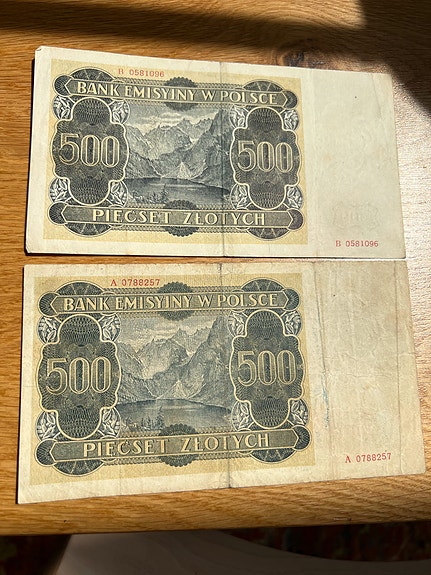 B 0581096
BANK EMISYJNY W POLSCE
500 500
PIĘĆSET ZŁOTYCH
B 0581096
A 0788257
BANK EMISYJNY W POLSCE
500 500
PIĘĆSET ZŁOTYCH
A 0788257